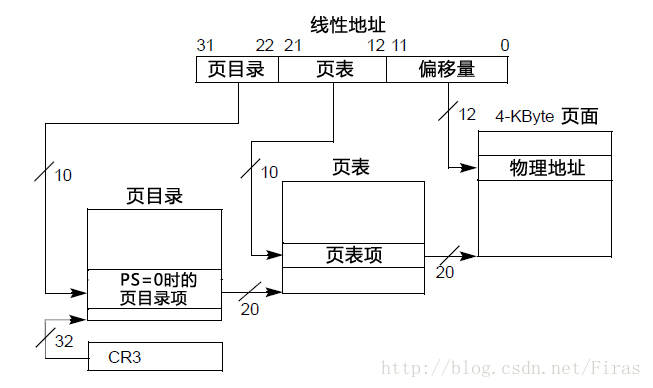 线性地址
31 22 21 12 11 0
页目录 页表 偏移量
12
4-KByte 页面
物理地址
10
10
页表
页目录
页表项
20
PS=0时的
页目录项
20
32
CR3
http://blog.csdn.net/Firas